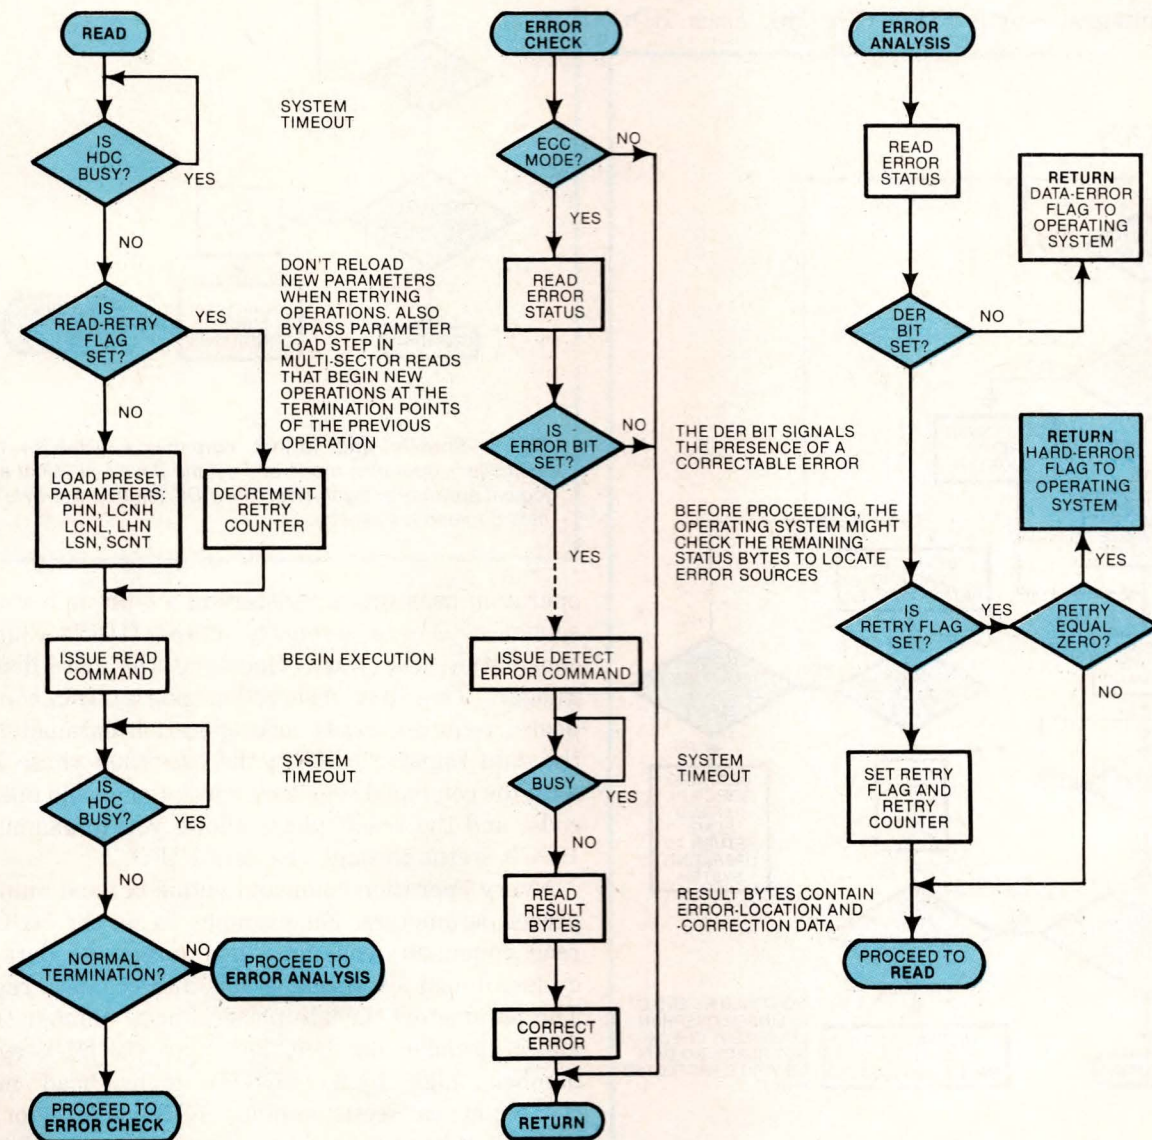 READ
SYSTEM
TIMEOUT
IS
HDC
BUSY?
YES
NO
DON'T RELOAD
NEW PARAMETERS
WHEN RETRYING
OPERATIONS. ALSO
BYPASS PARAMETER
LOAD STEP IN
MULTI-SECTOR READS
THAT BEGIN NEW
OPERATIONS AT THE
TERMINATION POINTS
OF THE PREVIOUS
OPERATION
IS
READ-RETRY
FLAG
SET?
YES
NO
LOAD PRESET
PARAMETERS:
PHN, LCNH
LCNL, LHN
LSN, SCNT
DECREMENT
RETRY
COUNTER
ISSUE READ
COMMAND
BEGIN EXECUTION
SYSTEM
TIMEOUT
IS
HDC
BUSY?
YES
NO
NORMAL
TERMINATION?
NO
PROCEED TO
ERROR ANALYSIS
PROCEED TO
ERROR CHECK
ERROR
CHECK
ECC
MODE?
NO
YES
READ
ERROR
STATUS
IS
ERROR BIT
SET?
NO
YES
ISSUE DETECT
ERROR COMMAND
BUSY
YES
NO
SYSTEM
TIMEOUT
READ
RESULT
BYTES
RESULT BYTES CONTAIN
ERROR-LOCATION AND
-CORRECTION DATA
CORRECT
ERROR
RETURN
ERROR
ANALYSIS
READ
ERROR
STATUS
RETURN
DATA-ERROR
FLAG TO
OPERATING
SYSTEM
DER
BIT
SET?
NO
THE DER BIT SIGNALS
THE PRESENCE OF A
CORRECTABLE ERROR
BEFORE PROCEEDING, THE
OPERATING SYSTEM MIGHT
CHECK THE REMAINING
STATUS BYTES TO LOCATE
ERROR SOURCES
RETURN
HARD-ERROR
FLAG TO
OPERATING
SYSTEM
YES
IS
RETRY FLAG
SET?
YES
RETRY
EQUAL
ZERO?
NO
SET RETRY
FLAG AND
RETRY
COUNTER
PROCEED TO
READ